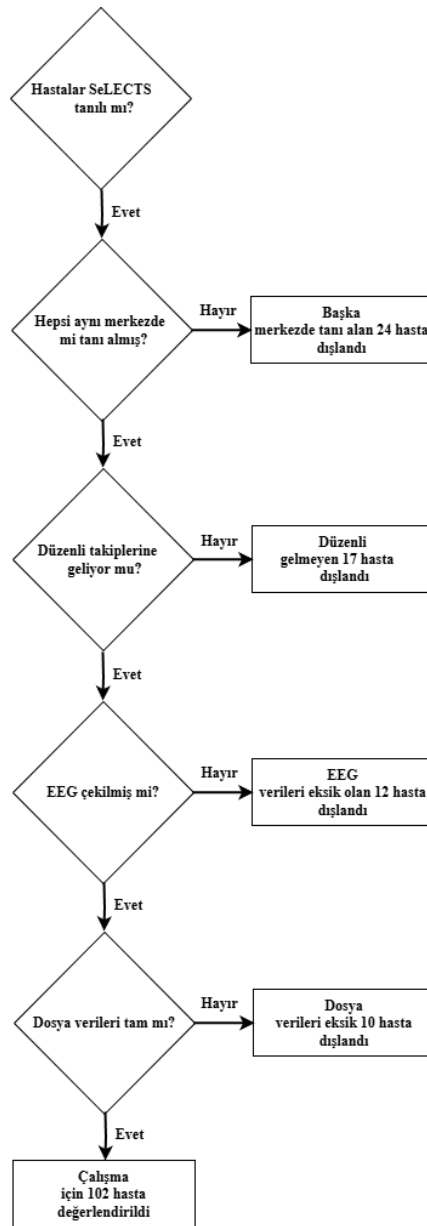 Hastalar SeLECTS
tanılı mı?
Evet
Hepsi aynı merkezde
mi tanı almış?
Hayır
Başka
merkezde tanı alan 24 hasta
dışlandı
Evet
Düzenli takiplerine
geliyor mu?
Hayır
Düzenli
gelmeyen 17 hasta
dışlandı
Evet
EEG çekilmiş mi?
Hayır
EEG
verileri eksik olan 12 hasta
dışlandı
Evet
Dosya verileri tam mı?
Hayır
Dosya
verileri eksik 10 hasta
dışlandı
Evet
Çalışma
için 102 hasta
değerlendirildi